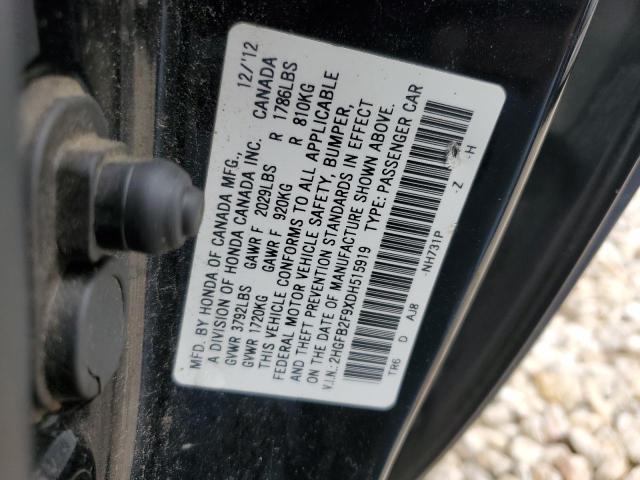 MFD. BY HONDA OF CANADA MFG., 12/'12
A DIVISION OF HONDA CANADA INC. CANADA
GVWR 3792LBS GAWR F 2029LBS R 1786LBS
GVWR 1720KG GAWR F 920KG R 810KG
THIS VEHICLE CONFORMS TO ALL APPLICABLE
FEDERAL MOTOR VEHICLE SAFETY, BUMPER,
AND THEFT PREVENTION STANDARDS IN EFFECT
ON THE DATE OF MANUFACTURE SHOWN ABOVE.
V.I.N.: 2HGFB2F9XDH515919 TYPE: PASSENGER CAR
TR6 D AJ8 -NH731P -Z -H